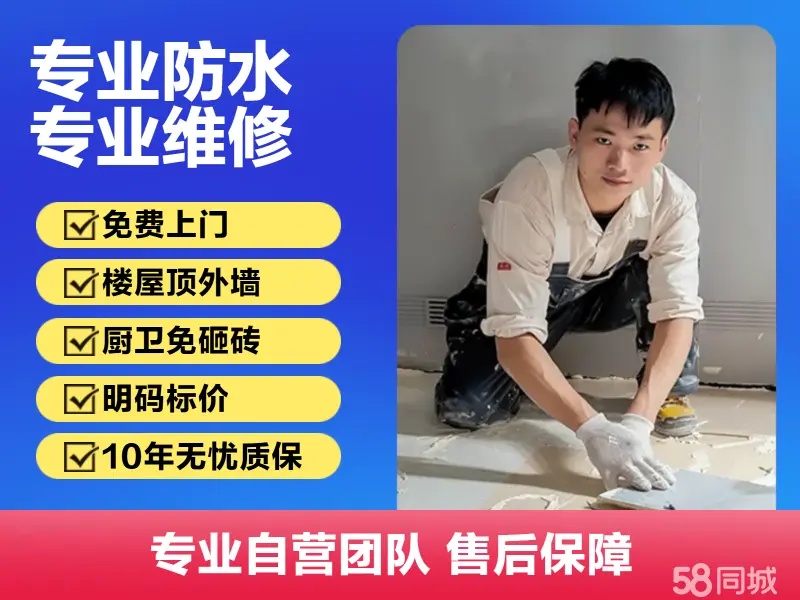 专业防水
专业维修
免费上门
楼屋顶外墙
厨卫免砸砖
明码标价
10年无忧质保
专业自营团队 售后保障
58同城